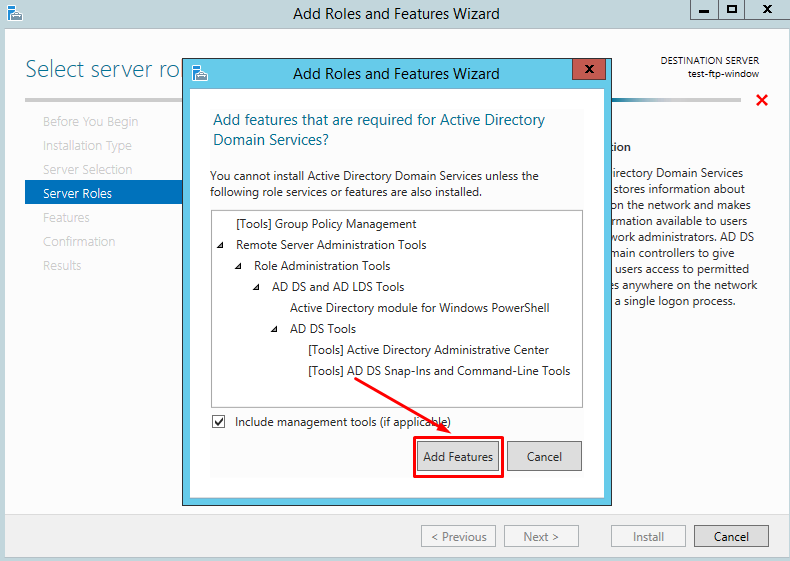 Add Roles and Features Wizard
Select server ro
DESTINATION SERVER
test-ftp-window
Before You Begin
Installation Type
Server Selection
Server Roles
Features
Confirmation
Results
Add Roles and Features Wizard
Add features that are required for Active Directory
Domain Services?
You cannot install Active Directory Domain Services unless the
following role services or features are also installed.
[Tools] Group Policy Management
Remote Server Administration Tools
Role Administration Tools
AD DS and AD LDS Tools
Active Directory module for Windows PowerShell
AD DS Tools
[Tools] Active Directory Administrative Center
[Tools] AD DS Snap-Ins and Command-Line Tools
Include management tools (if applicable)
Add Features
Cancel
tion
irectory Domain Services
stores information about
on the network and makes
rmation available to users
work administrators. AD DS
main controllers to give
users access to permitted
es anywhere on the network
a single logon process.
< Previous
Next >
Install
Cancel